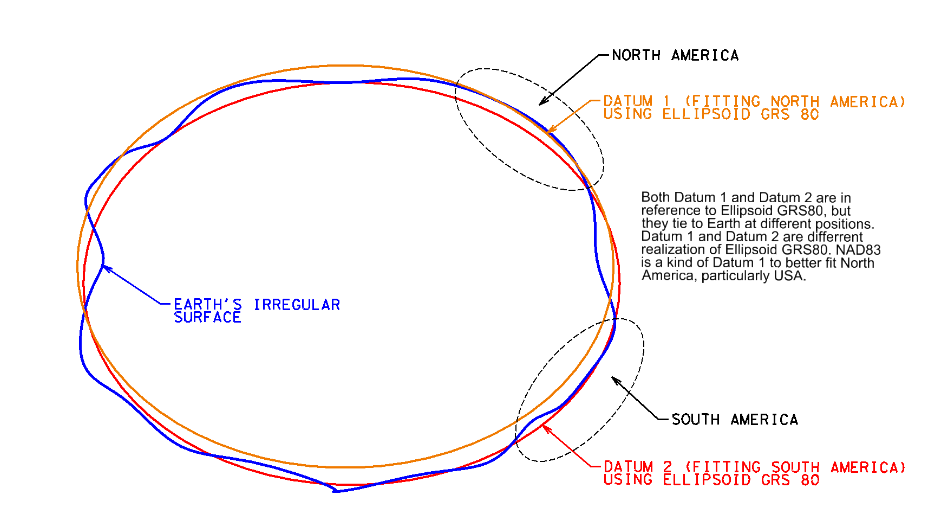 NORTH AMERICA
DATUM 1 (FITTING NORTH AMERICA)
USING ELLIPSOID GRS 80
Both Datum 1 and Datum 2 are in
reference to Ellipsoid GRS80, but
they tie to Earth at different positions.
Datum 1 and Datum 2 are differrent
realization of Ellipsoid GRS80. NAD83
is a kind of Datum 1 to better fit North
America, particularly USA.
EARTH'S IRREGULAR
SURFACE
SOUTH AMERICA
DATUM 2 (FITTING SOUTH AMERICA)
USING ELLIPSOID GRS 80